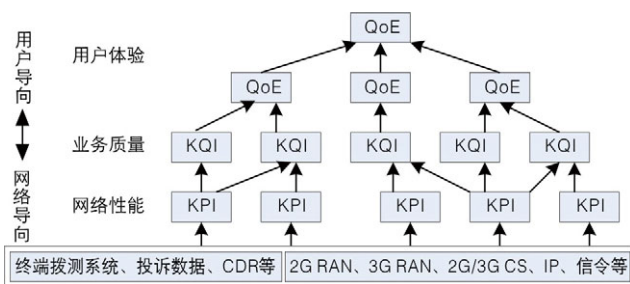 QoE
用户体验
QoE QoE QoE
业务质量 KQI KQI KQI KQI KQI
网络性能 KPI KPI KPI KPI KPI
终端拨测系统、投诉数据、CDR等 2G RAN、3G RAN、2G/3G CS、IP、信令等
用户导向
网络导向